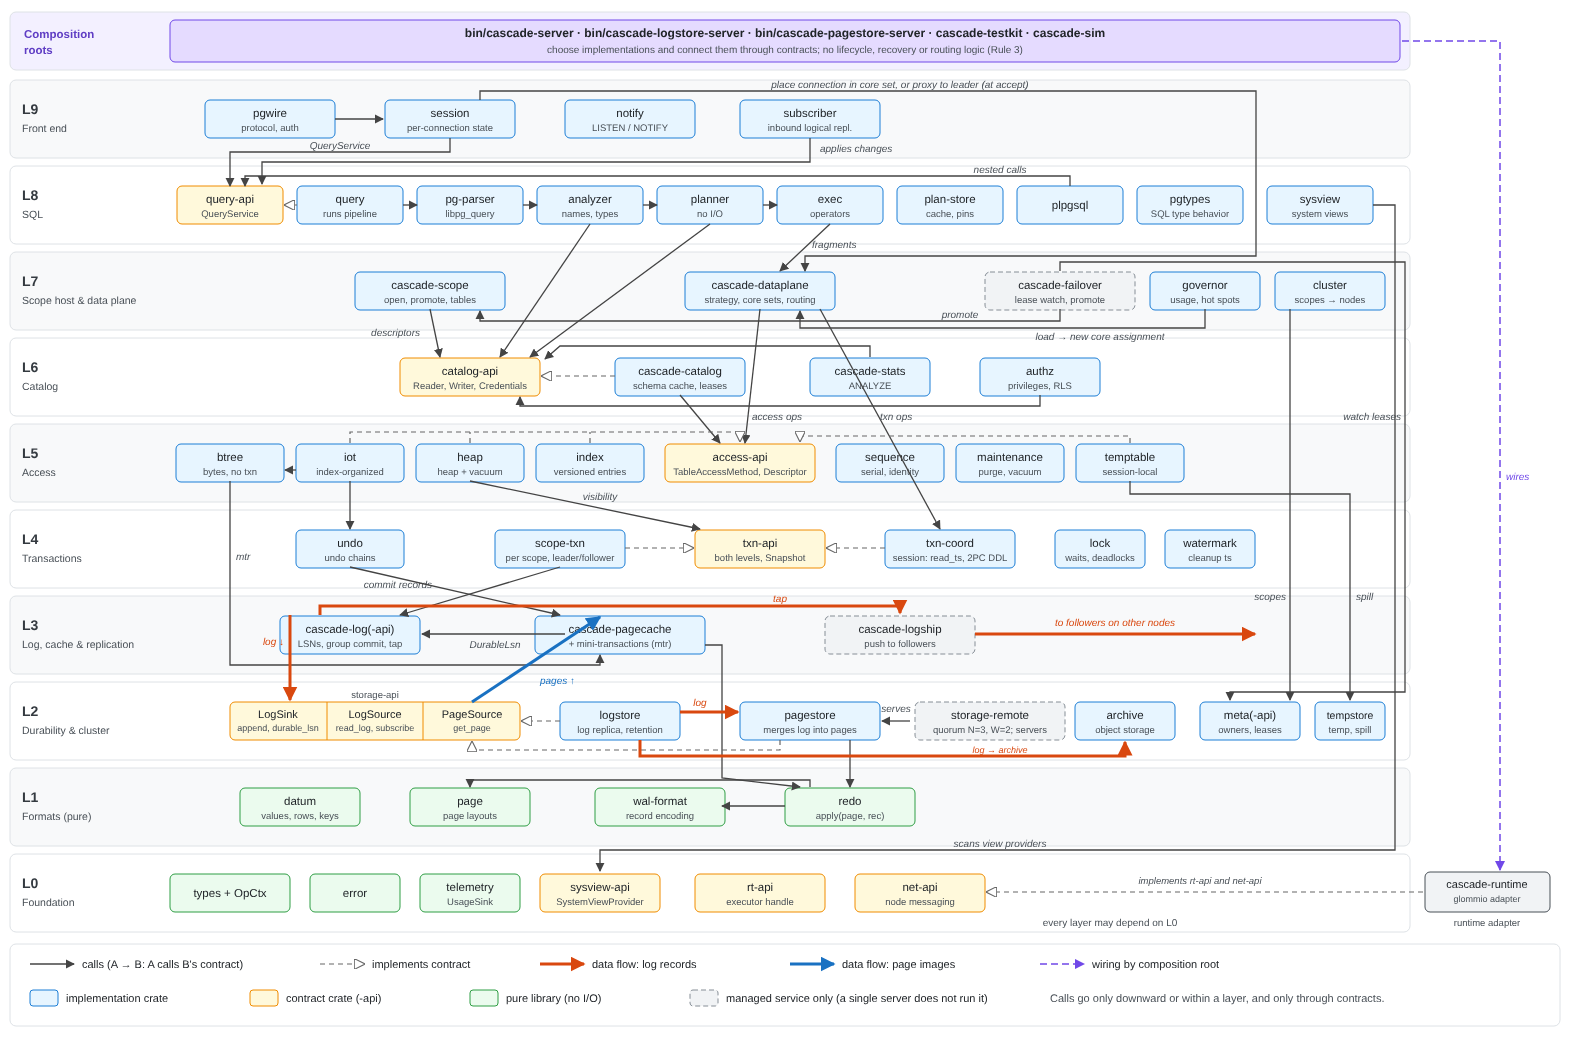 Composition
roots
bin/cascade-server · bin/cascade-logstore-server · bin/cascade-pagestore-server · cascade-testkit · cascade-sim
choose implementations and connect them through contracts; no lifecycle, recovery or routing logic (Rule 3)
place connection in core set, or proxy to leader (at accept)
L9
Front end
pgwire
protocol, auth
session
per-connection state
notify
LISTEN / NOTIFY
subscriber
inbound logical repl.
QueryService
applies changes
nested calls
L8
SQL
query-api
QueryService
query
runs pipeline
pg-parser
libpg_query
analyzer
names, types
planner
no I/O
exec
operators
plan-store
cache, pins
plpgsql
pgtypes
SQL type behavior
sysview
system views
fragments
L7
Scope host & data plane
cascade-scope
open, promote, tables
cascade-dataplane
strategy, core sets, routing
cascade-failover
lease watch, promote
governor
usage, hot spots
cluster
scopes → nodes
promote
descriptors
load → new core assignment
L6
Catalog
catalog-api
Reader, Writer, Credentials
cascade-catalog
schema cache, leases
cascade-stats
ANALYZE
authz
privileges, RLS
access ops
txn ops
watch leases
L5
Access
btree
bytes, no txn
iot
index-organized
heap
heap + vacuum
index
versioned entries
access-api
TableAccessMethod, Descriptor
sequence
serial, identity
maintenance
purge, vacuum
temptable
session-local
wires
visibility
L4
Transactions
undo
undo chains
scope-txn
per scope, leader/follower
txn-api
both levels, Snapshot
txn-coord
session: read_ts, 2PC DDL
lock
waits, deadlocks
watermark
cleanup ts
mtr
commit records
scopes
spill
tap
L3
Log, cache & replication
cascade-log(-api)
LSNs, group commit, tap
cascade-pagecache
+ mini-transactions (mtr)
cascade-logship
push to followers
to followers on other nodes
log ↓
DurableLsn
pages ↑
L2
Durability & cluster
storage-api
LogSink
append, durable_lsn
LogSource
read_log, subscribe
PageSource
get_page
logstore
log replica, retention
log
pagestore
merges log into pages
serves
storage-remote
quorum N=3, W=2; servers
archive
object storage
meta(-api)
owners, leases
tempstore
temp, spill
log → archive
L1
Formats (pure)
datum
values, rows, keys
page
page layouts
wal-format
record encoding
redo
apply(page, rec)
scans view providers
L0
Foundation
types + OpCtx
error
telemetry
UsageSink
sysview-api
SystemViewProvider
rt-api
executor handle
net-api
node messaging
implements rt-api and net-api
cascade-runtime
glommio adapter
runtime adapter
every layer may depend on L0
calls (A → B: A calls B's contract)
implements contract
data flow: log records
data flow: page images
wiring by composition root
implementation crate
contract crate (-api)
pure library (no I/O)
managed service only (a single server does not run it)
Calls go only downward or within a layer, and only through contracts.